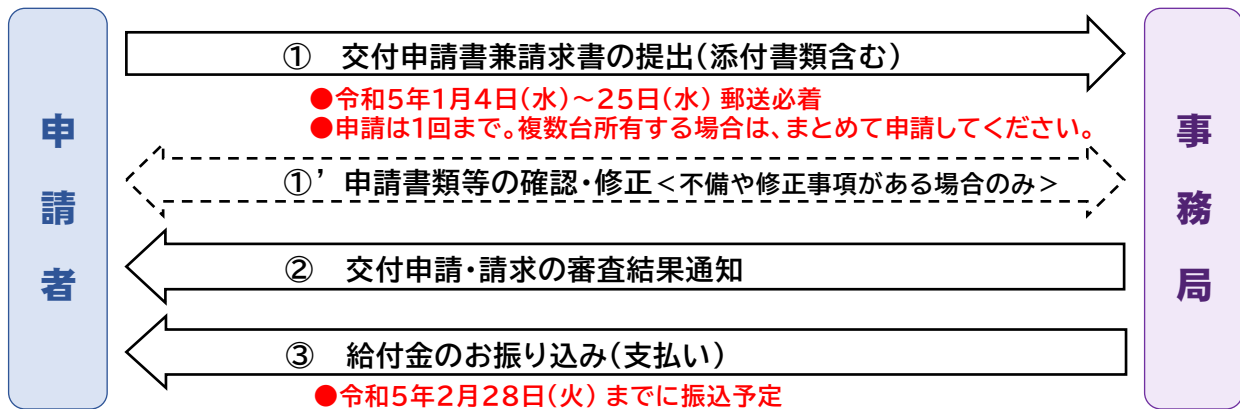 申請者
① 交付申請書兼請求書の提出(添付書類含む)
●令和5年1月4日(水)~25日(水) 郵送必着
●申請は1回まで。複数台所有する場合は、まとめて申請してください。
①’ 申請書類等の確認・修正<不備や修正事項がある場合のみ>
② 交付申請・請求の審査結果通知
③ 給付金のお振り込み(支払い)
●令和5年2月28日(火) までに振込予定
事務局